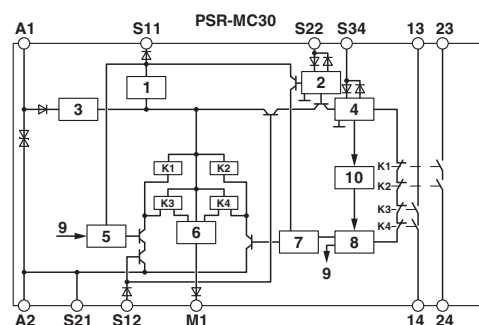 PSR-MC30
A1 S11 S22 S34 13 23
2
3 1 4
K1 K2 K1
10 K2
K3 K4 K3
9 5 6 7 8 K4
9
A2 S21 S12 M1 14 24